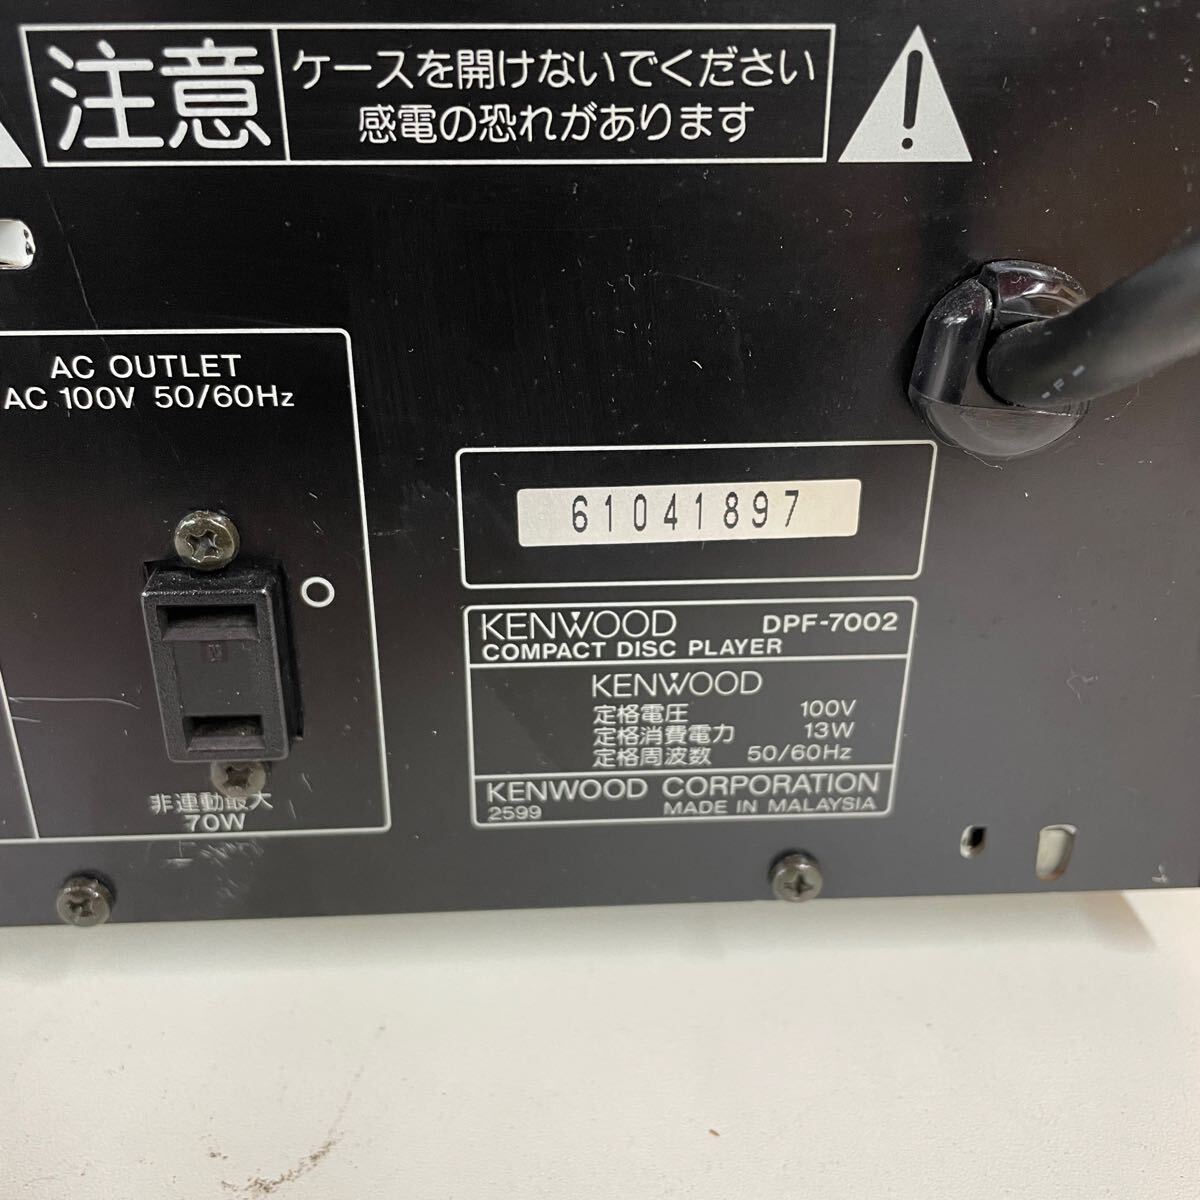 注意
ケースを開けないでください
感電の恐れがあります
AC OUTLET
AC 100V 50/60Hz
非運動最大
70W
61041897
KENWOOD DPF-7002
COMPACT DISC PLAYER
KENWOOD
定格電圧 100V
定格消費電力 13W
定格周波数 50/60Hz
KENWOOD CORPORATION
2599 MADE IN MALAYSIA